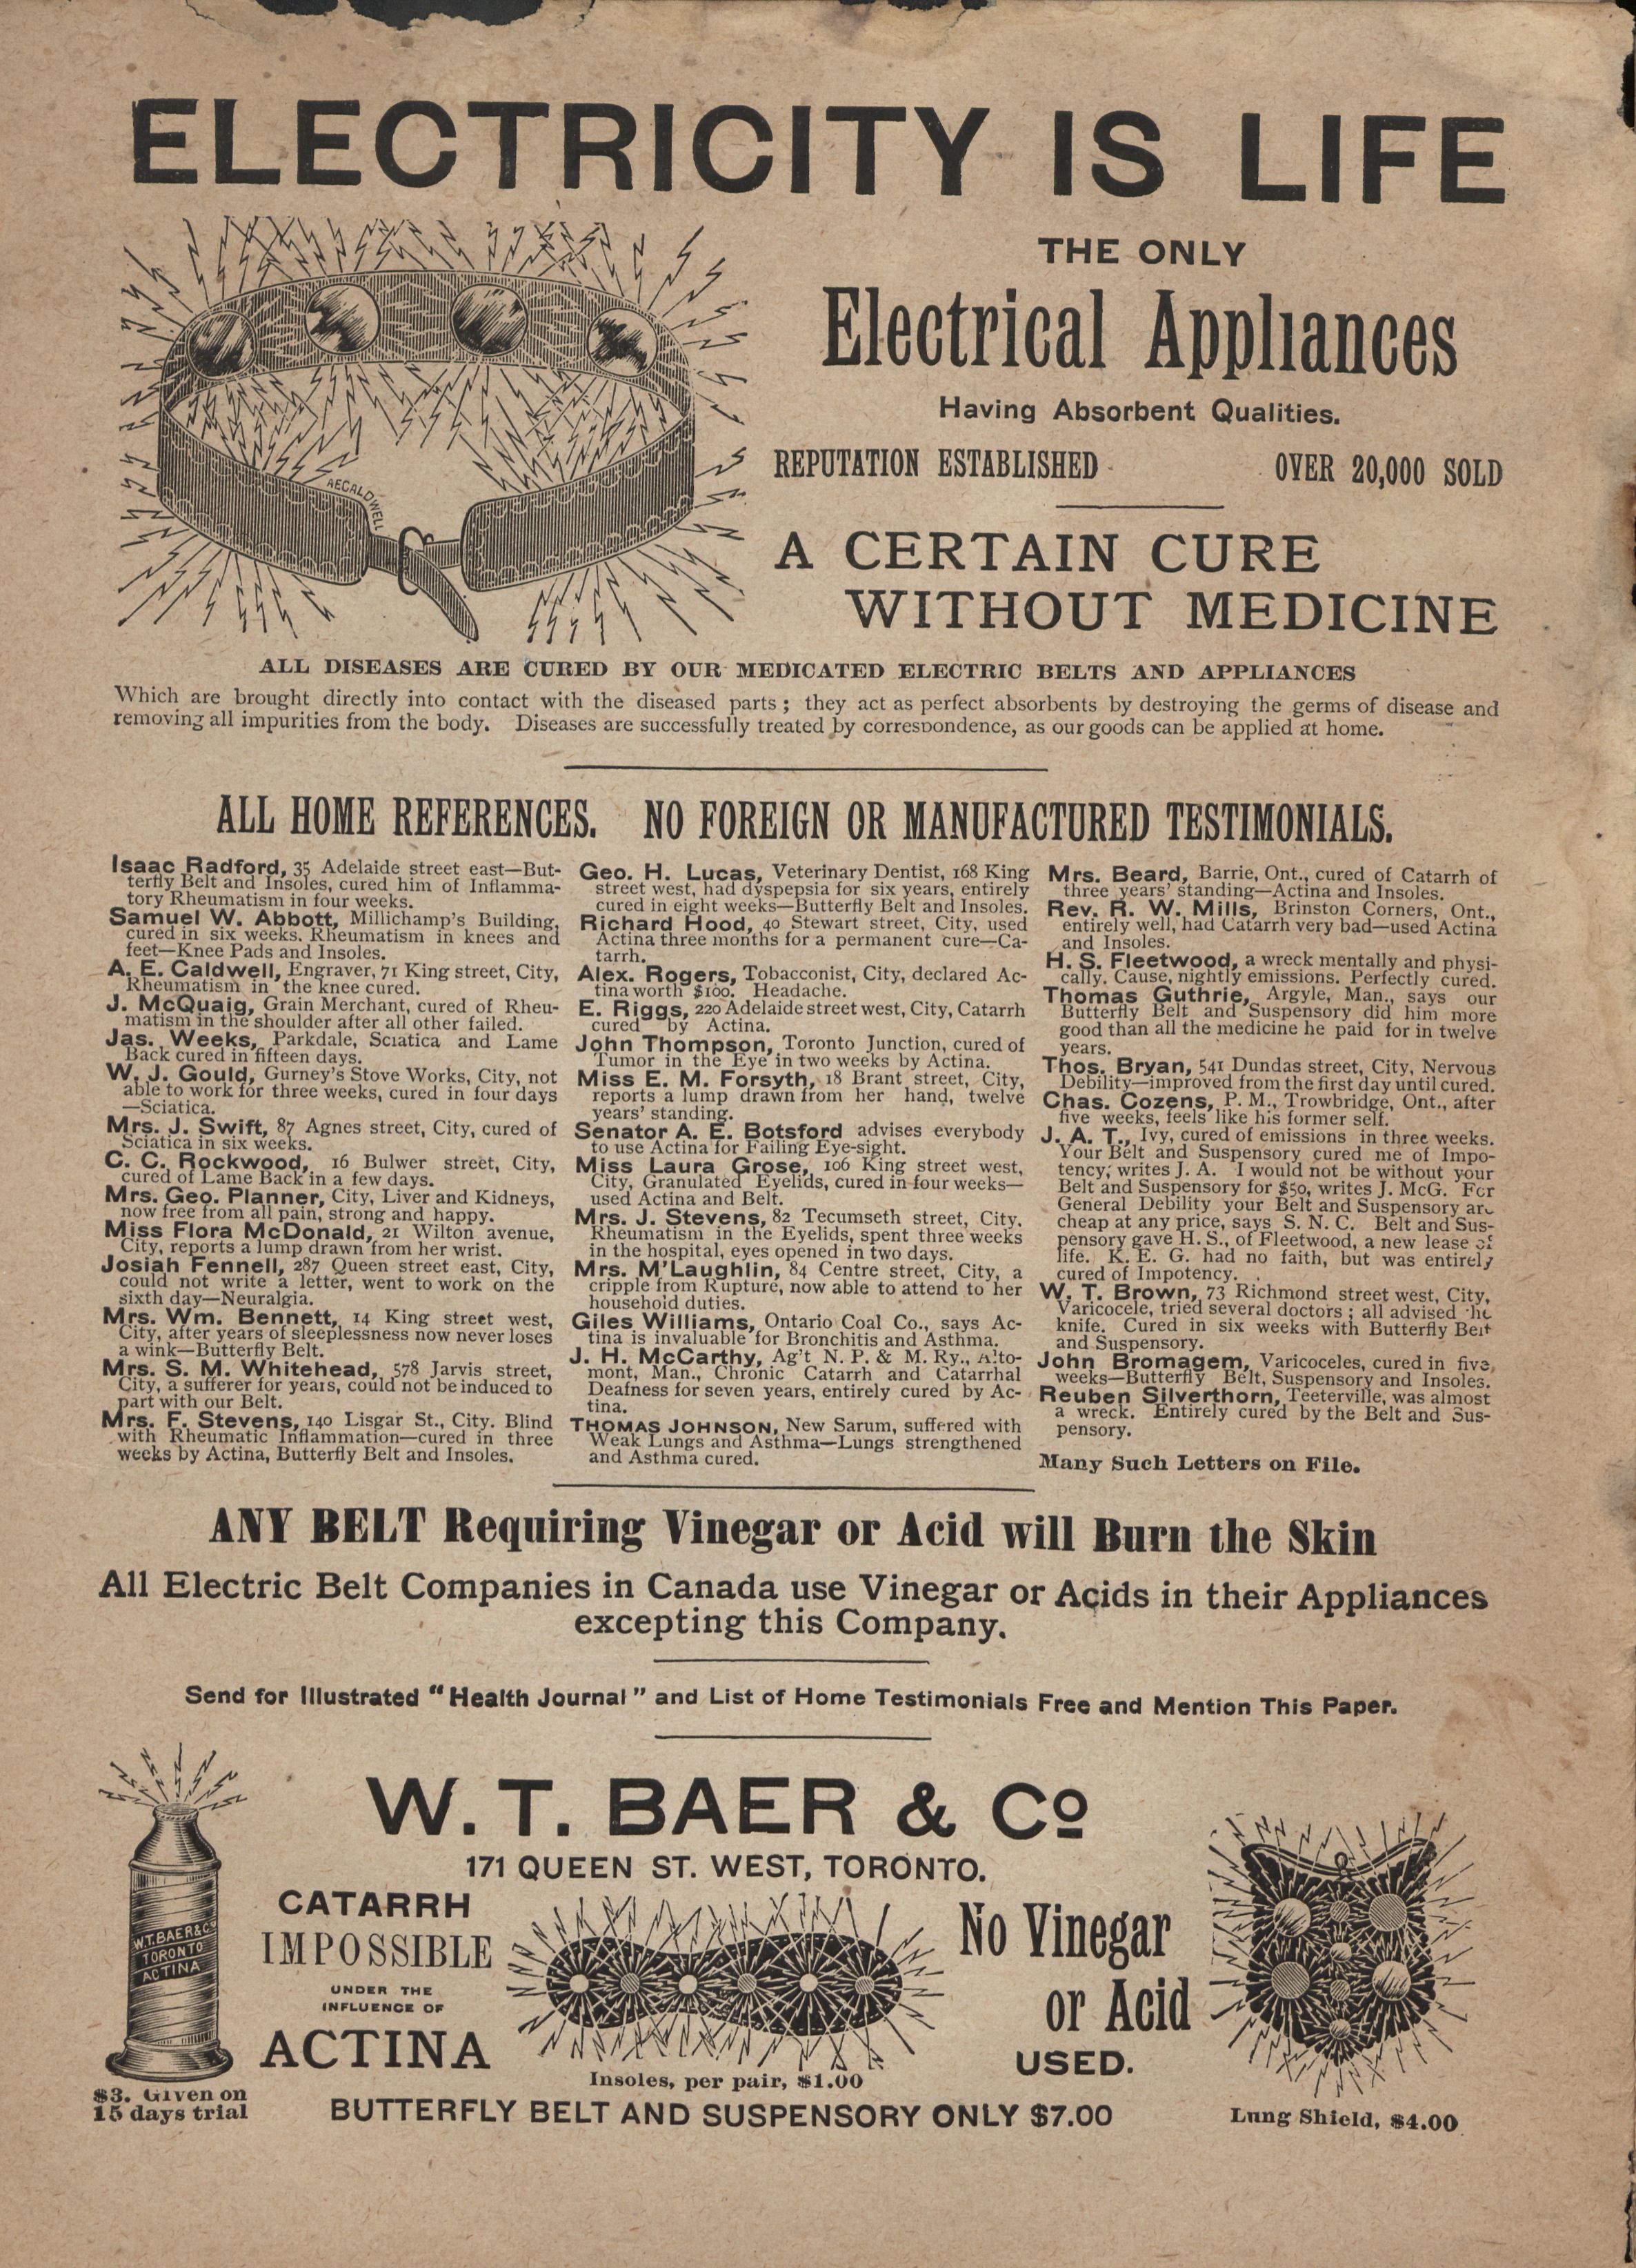 ELECTRICITY IS LIFE
AECALDWELL
THE ONLY
Electrical Appliances
Having Absorbent Qualities.
REPUTATION ESTABLISHED OVER 20,000 SOLD
A CERTAIN CURE
WITHOUT MEDICINE
ALL DISEASES ARE CURED BY OUR MEDICATED ELECTRIC BELTS AND APPLIANCES
Which are brought directly into contact with the diseased parts; they act as perfect absorbents by destroying the germs of disease and
removing all impurities from the body. Diseases are successfully treated by correspondence, as our goods can be applied at home.
ALL HOME REFERENCES. NO FOREIGN OR MANUFACTURED TESTIMONIALS.
Isaac Radford, 35 Adelaide street east—But-
terfly Belt and Insoles, cured him of Inflamma-
tory Rheumatism in four weeks.
Samuel W. Abbott, Millichamp's Building,
cured in six weeks. Rheumatism in knees and
feet—Knee Pads and Insoles.
A. E. Caldwell, Engraver, 71 King street, City,
Rheumatism in the knee cured.
J. McQuaig, Grain Merchant, cured of Rheu-
matism in the shoulder after all other failed.
Jas. Weeks, Parkdale, Sciatica and Lame
Back cured in fifteen days.
W. J. Gould, Gurney's Stove Works, City, not
able to work for three weeks, cured in four days
—Sciatica.
Mrs. J. Swift, 87 Agnes street, City, cured of
Sciatica in six weeks.
C. C. Rockwood, 16 Bulwer street, City,
cured of Lame Back in a few days.
Mrs. Geo. Planner, City, Liver and Kidneys,
now free from all pain, strong and happy.
Miss Flora McDonald, 21 Wilton avenue,
City, reports a lump drawn from her wrist.
Josiah Fennell, 287 Queen street east, City,
could not write a letter, went to work on the
sixth day—Neuralgia.
Mrs. Wm. Bennett, 14 King street west,
City, after years of sleeplessness now never loses
a wink—Butterfly Belt.
Mrs. S. M. Whitehead, 578 Jarvis street,
City, a sufferer for years, could not be induced to
part with our Belt.
Mrs. F. Stevens, 140 Lisgar St., City. Blind
with Rheumatic Inflammation—cured in three
weeks by Actina, Butterfly Belt and Insoles.
Geo. H. Lucas, Veterinary Dentist, 168 King
street west, had dyspepsia for six years, entirely
cured in eight weeks—Butterfly Belt and Insoles.
Richard Hood, 40 Stewart street, City, used
Actina three months for a permanent cure—Ca-
tarrh.
Alex. Rogers, Tobacconist, City, declared Ac-
tina worth $100. Headache.
E. Riggs, 220 Adelaide street west, City, Catarrh
cured by Actina.
John Thompson, Toronto Junction, cured of
Tumor in the Eye in two weeks by Actina.
Miss E. M. Forsyth, 18 Brant street, City,
reports a lump drawn from her hand, twelve
years' standing.
Senator A. E. Botsford advises everybody
to use Actina for Failing Eye-sight.
Miss Laura Grose, 106 King street west,
City, Granulated Eyelids, cured in four weeks—
used Actina and Belt.
Mrs. J. Stevens, 82 Tecumseth street, City.
Rheumatism in the Eyelids, spent three weeks
in the hospital, eyes opened in two days.
Mrs. M'Laughlin, 84 Centre street, City, a
cripple from Rupture, now able to attend to her
household duties.
Giles Williams, Ontario Coal Co., says Ac-
tina is invaluable for Bronchitis and Asthma.
J. H. McCarthy, Ag't N. P. & M. Ry., Alto-
mont, Man., Chronic Catarrh and Catarrhal
Deafness for seven years, entirely cured by Ac-
tina.
THOMAS JOHNSON, New Sarum, suffered with
Weak Lungs and Asthma—Lungs strengthened
and Asthma cured.
Mrs. Beard, Barrie, Ont., cured of Catarrh of
three years' standing—Actina and Insoles.
Rev. R. W. Mills, Brinston Corners, Ont.,
entirely well, had Catarrh very bad—used Actina
and Insoles.
H. S. Fleetwood, a wreck mentally and physi-
cally. Cause, nightly emissions. Perfectly cured.
Thomas Guthrie, Argyle, Man., says our
Butterfly Belt and Suspensory did him more
good than all the medicine he paid for in twelve
years.
Thos. Bryan, 541 Dundas street, City, Nervous
Debility—improved from the first day until cured.
Chas. Cozens, P. M., Trowbridge, Ont., after
five weeks, feels like his former self.
J. A. T., Ivy, cured of emissions in three weeks.
Your Belt and Suspensory cured me of Impo-
tency, writes J. A. I would not be without your
Belt and Suspensory for $50, writes J. McG. For
General Debility your Belt and Suspensory are
cheap at any price, says S. N. C. Belt and Sus-
pensory gave H. S., of Fleetwood, a new lease of
life. K. E. G. had no faith, but was entirely
cured of Impotency.
W. T. Brown, 73 Richmond street west, City,
Varicocele, tried several doctors; all advised the
knife. Cured in six weeks with Butterfly Belt
and Suspensory.
John Bromagem, Varicoceles, cured in five
weeks—Butterfly Belt, Suspensory and Insoles.
Reuben Silverthorn, Teeterville, was almost
a wreck. Entirely cured by the Belt and Sus-
pensory.
Many Such Letters on File.
ANY BELT Requiring Vinegar or Acid will Burn the Skin
All Electric Belt Companies in Canada use Vinegar or Acids in their Appliances
excepting this Company.
Send for Illustrated "Health Journal" and List of Home Testimonials Free and Mention This Paper.
W. T. BAER & Co
171 QUEEN ST. WEST, TORONTO.
W.T.BAER&Co
TORONTO
ACTINA
$3. Given on
15 days trial
CATARRH
IMPOSSIBLE
UNDER THE
INFLUENCE OF
ACTINA
Insoles, per pair, $1.00
No Vinegar
or Acid
USED.
BUTTERFLY BELT AND SUSPENSORY ONLY $7.00
Lung Shield, $4.00